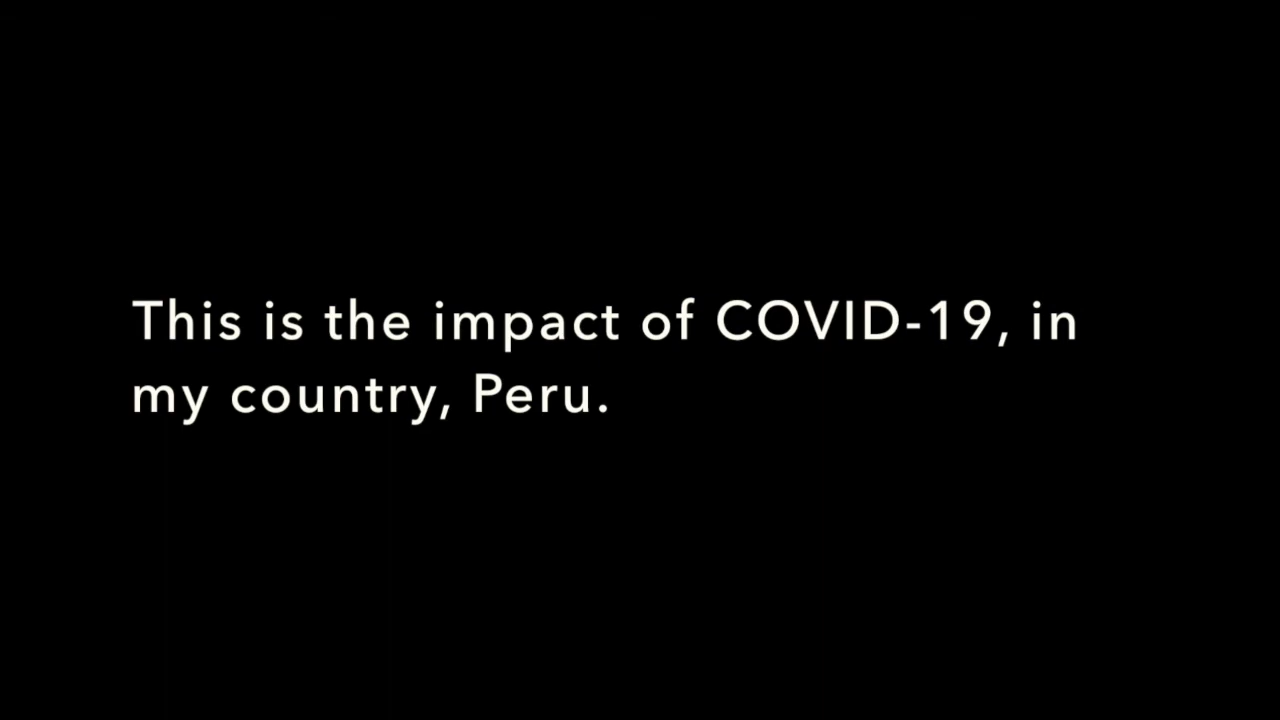 This is the impact of COVID-19, in
my country, Peru.